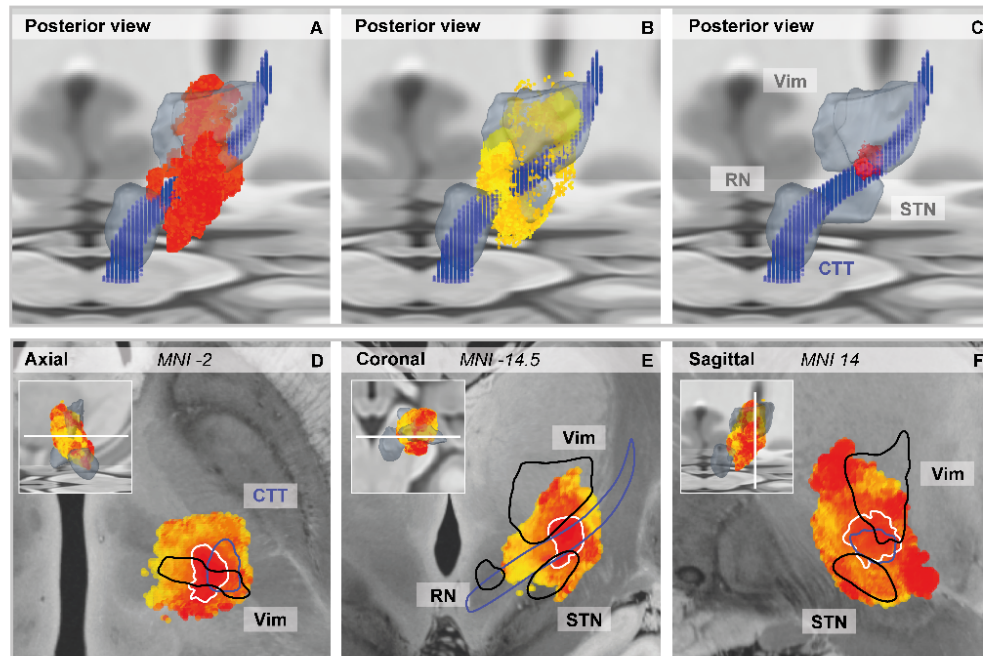 Posterior view A
Posterior view B
Posterior view C
Vim
RN
STN
CTT
Axial MNI -2 D
CTT
Vim
Coronal MNI -14.5 E
Vim
RN
STN
Sagittal MNI 14 F
Vim
STN